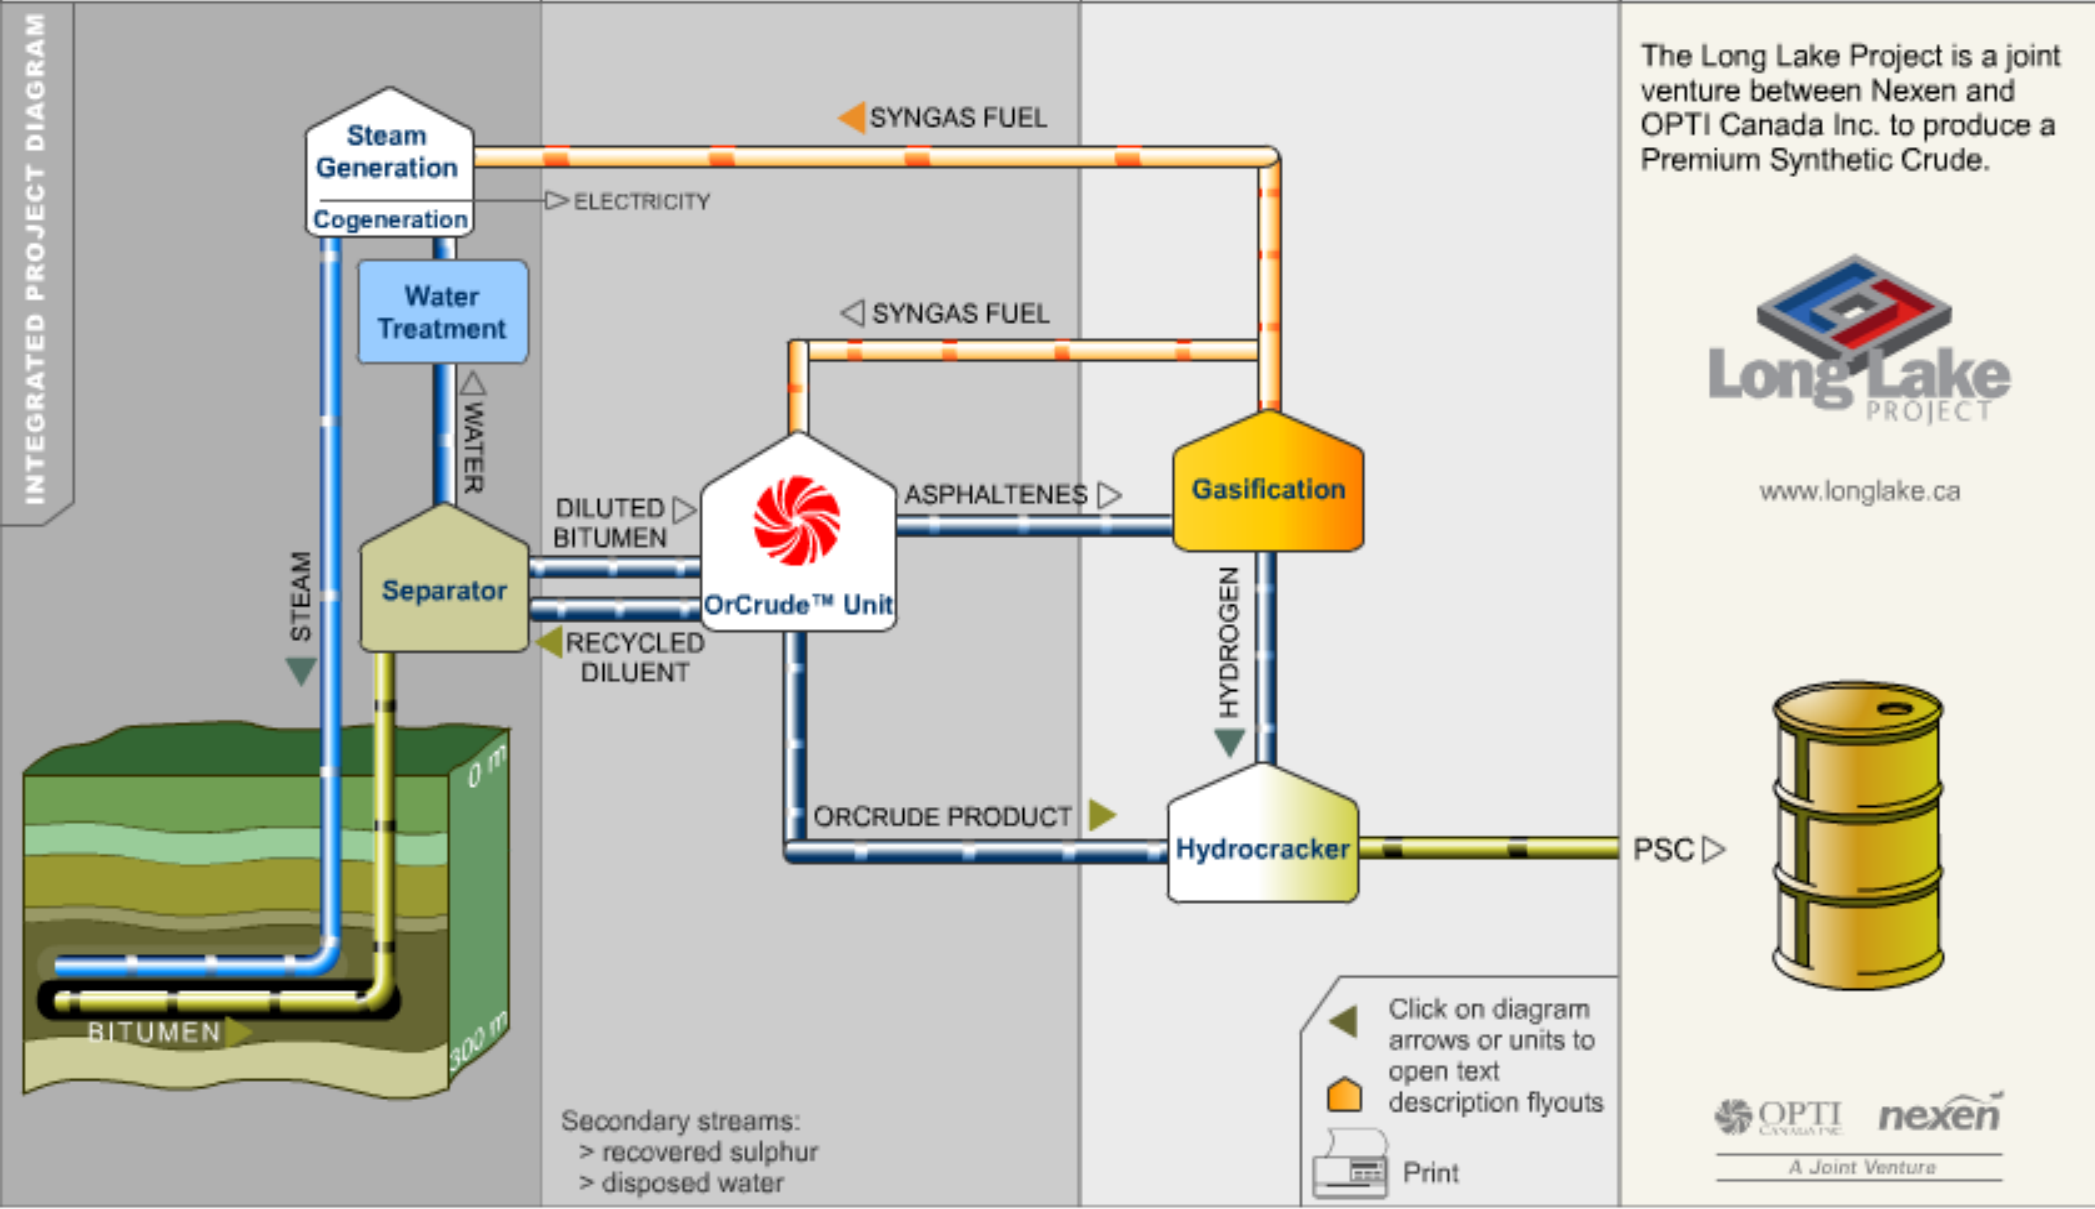 INTEGRATED PROJECT DIAGRAM
Steam
Generation
Cogeneration
SYNGAS FUEL
ELECTRICITY
Water
Treatment
SYNGAS FUEL
WATER
STEAM
Separator
DILUTED
BITUMEN
RECYCLED
DILUENT
OrCrude™ Unit
ASPHALTENES
Gasification
HYDROGEN
ORCRUDE PRODUCT
Hydrocracker
PSC
0 m
300 m
BITUMEN
Secondary streams:
> recovered sulphur
> disposed water
Click on diagram
arrows or units to
open text
description flyouts
Print
The Long Lake Project is a joint
venture between Nexen and
OPTI Canada Inc. to produce a
Premium Synthetic Crude.
Long Lake
PROJECT
www.longlake.ca
OPTI
CANADA INC.
nexen
A Joint Venture